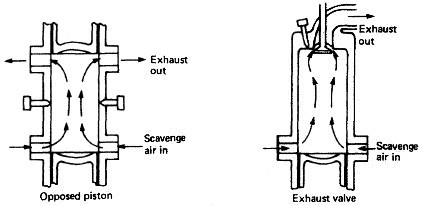 Exhaust
out
Scavenge
air in
Opposed piston
Exhaust
out
Scavenge
air in
Exhaust valve